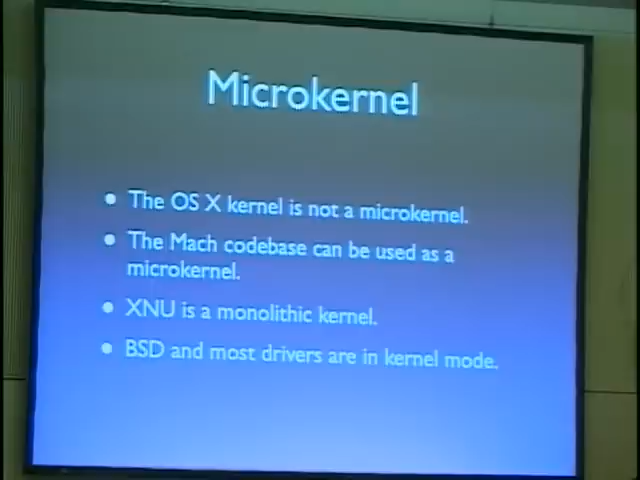 Microkernel
• The OS X kernel is not a microkernel.
• The Mach codebase can be used as a
microkernel.
• XNU is a monolithic kernel.
• BSD and most drivers are in kernel mode.